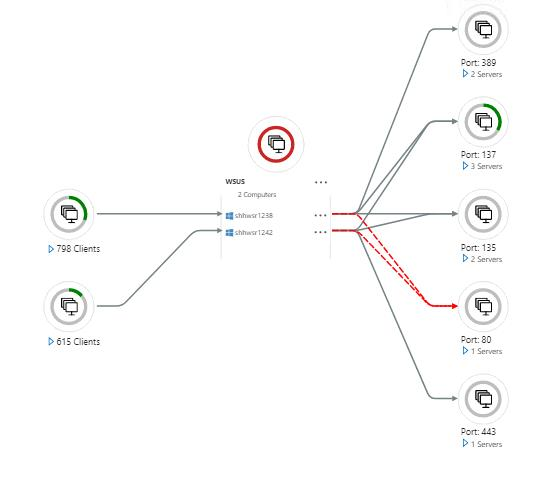 Port: 389
2 Servers
Port: 137
3 Servers
WSUS
2 Computers
shhwsr1238
shhwsr1242
798 Clients
Port: 135
2 Servers
615 Clients
Port: 80
1 Servers
Port: 443
1 Servers